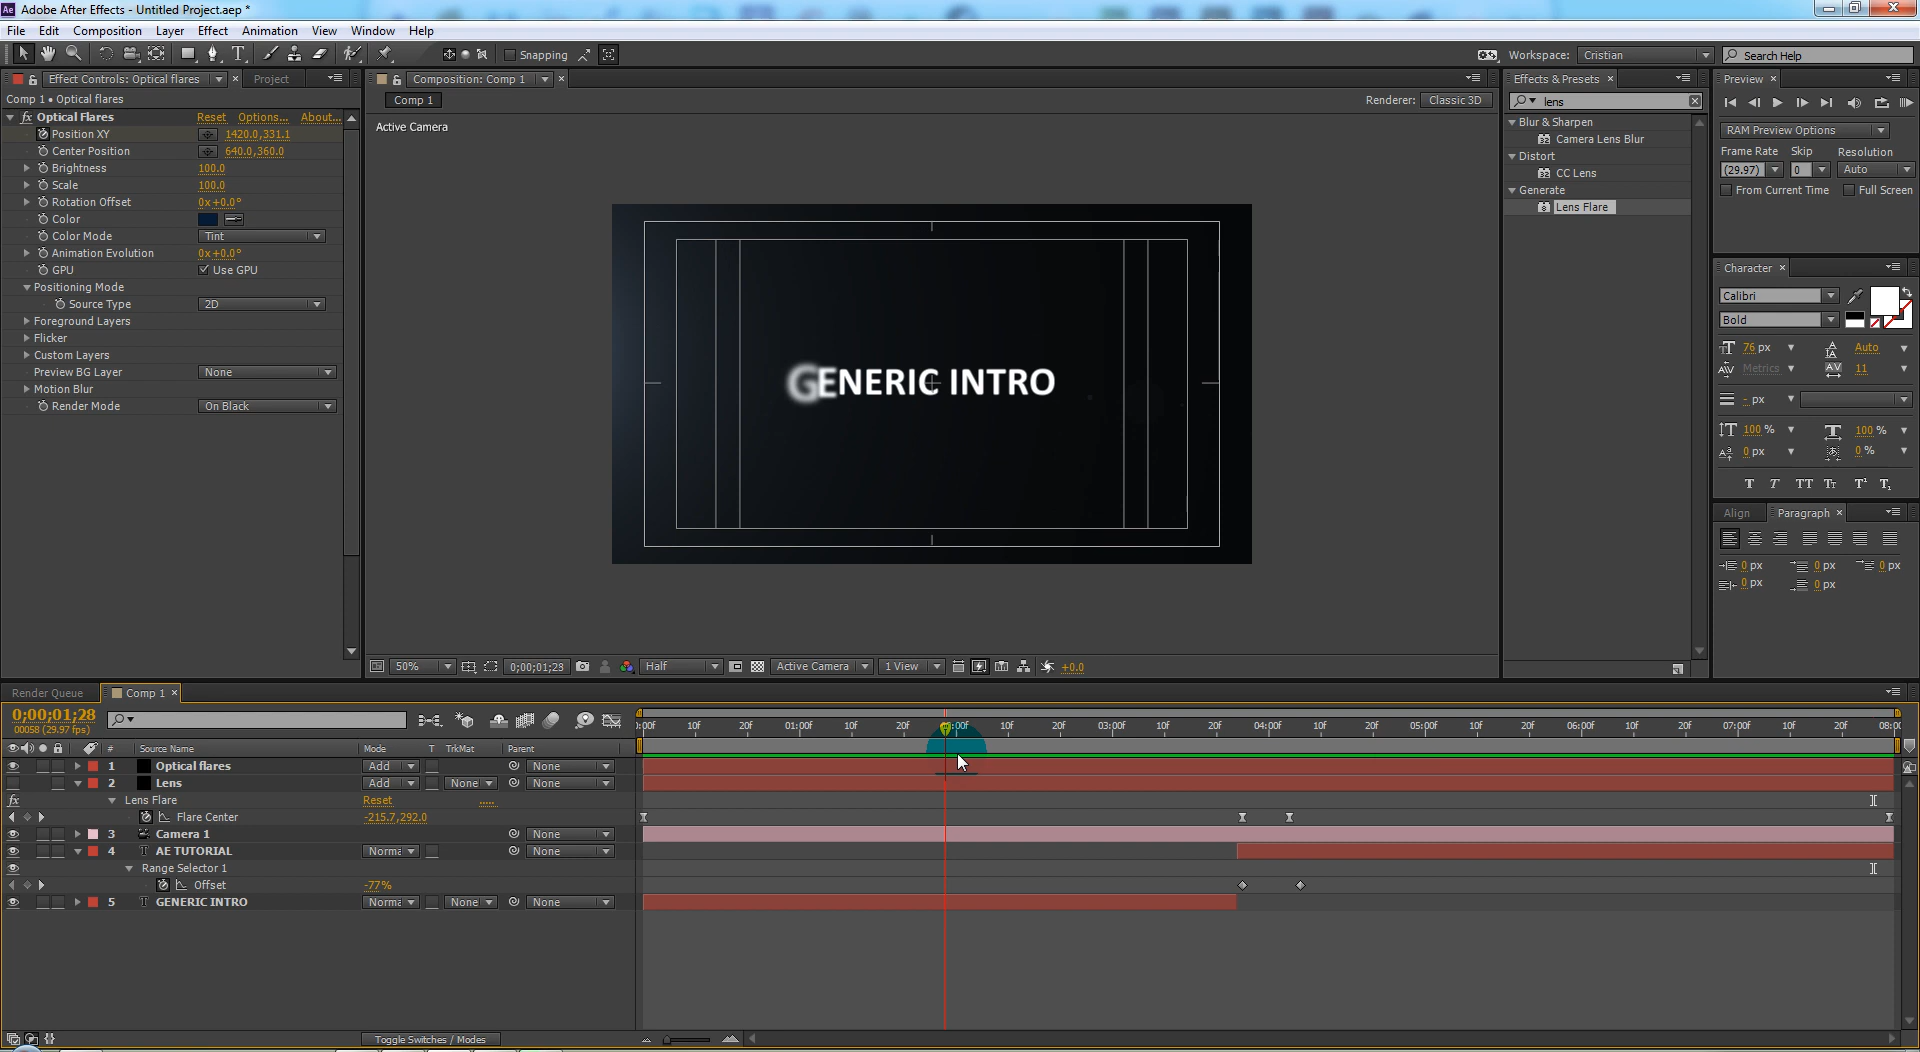 Ae Adobe After Effects - Untitled Project.aep *
File Edit Composition Layer Effect Animation View Window Help
Snapping
Workspace: Cristian
Search Help
Effect Controls: Optical flares
Project
Comp 1 • Optical flares
fx Optical Flares Reset Options... About...
Position XY 1420.0,331.1
Center Position 640.0,360.0
Brightness 100.0
Scale 100.0
Rotation Offset 0x+0.0°
Color
Color Mode Tint
Animation Evolution 0x+0.0°
GPU Use GPU
Positioning Mode
Source Type 2D
Foreground Layers
Flicker
Custom Layers
Preview BG Layer None
Motion Blur
Render Mode On Black
Composition: Comp 1
Comp 1
Renderer: Classic 3D
Active Camera
GENERIC INTRO
50% 0;00;01;28 Half Active Camera 1 View +0.0
Effects & Presets
lens
Blur & Sharpen
Camera Lens Blur
Distort
CC Lens
Generate
Lens Flare
Preview
RAM Preview Options
Frame Rate Skip Resolution
(29.97) 0 Auto
From Current Time Full Screen
Character
Calibri
Bold
76 px Auto
Metrics 11
- px
100 % 100 %
0 px 0 %
T T TT Tt T¹ T₁
Align Paragraph
0 px 0 px 0 px
0 px 0 px
Render Queue Comp 1
0;00;01;28
00058 (29.97 fps)
:00f 10f 20f 01:00f 10f 20f :00f 10f 20f 03:00f 10f 20f 04:00f 10f 20f 05:00f 10f 20f 06:00f 10f 20f 07:00f 10f 20f 08:00
# Source Name Mode T TrkMat Parent
1 Optical flares Add None
2 Lens Add None None
fx Lens Flare Reset .....
Flare Center -215.7,292.0
3 Camera 1 None
4 T AE TUTORIAL Norma None
Range Selector 1
Offset -77%
5 T GENERIC INTRO Norma None None
Toggle Switches / Modes